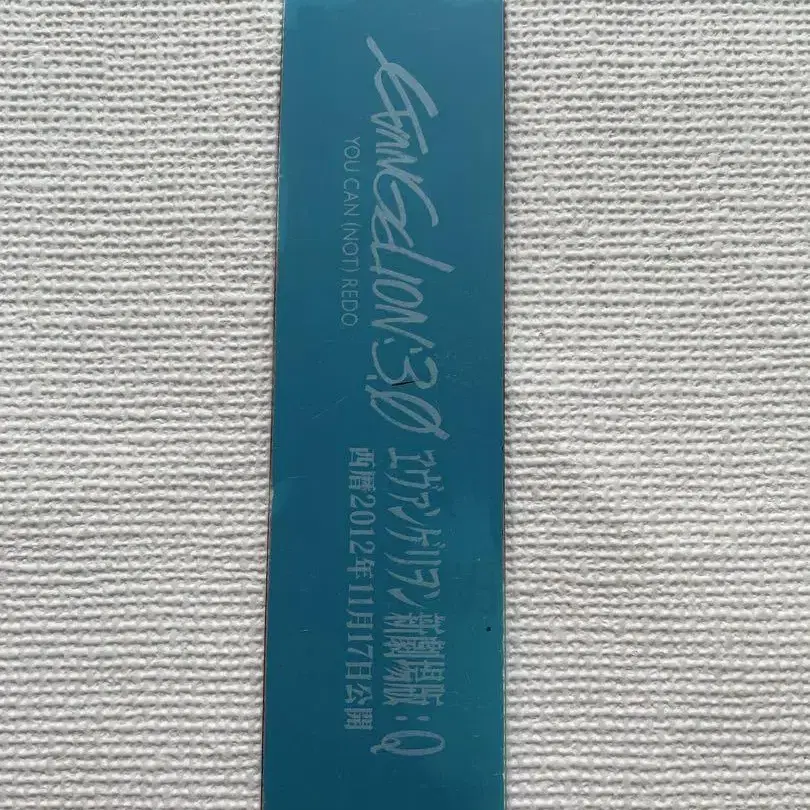 EVANGELION:3.0
YOU CAN (NOT) REDO.
ヱヴァンゲリヲン新劇場版:Q
西暦2012年11月17日公開